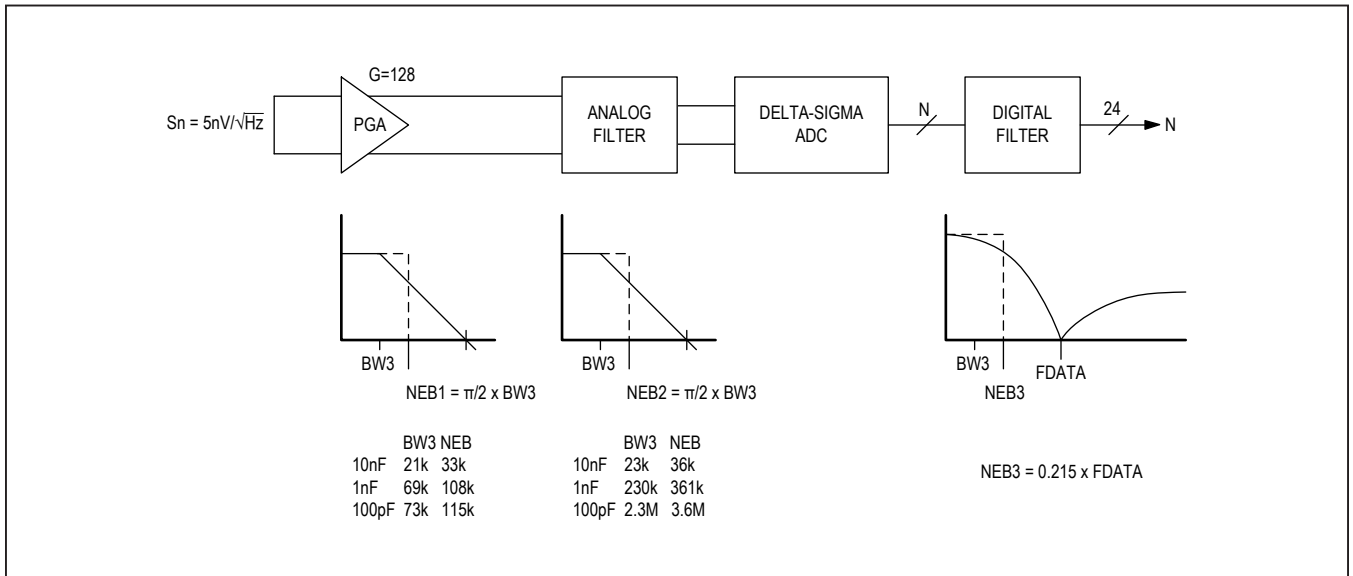 G=128
Sn = 5nV/√Hz
PGA
ANALOG
FILTER
DELTA-SIGMA
ADC
N
DIGITAL
FILTER
24
N
BW3
NEB1 = π/2 x BW3
BW3 NEB
10nF 21k 33k
1nF 69k 108k
100pF 73k 115k
BW3
NEB2 = π/2 x BW3
BW3 NEB
10nF 23k 36k
1nF 230k 361k
100pF 2.3M 3.6M
BW3
NEB3
FDATA
NEB3 = 0.215 x FDATA